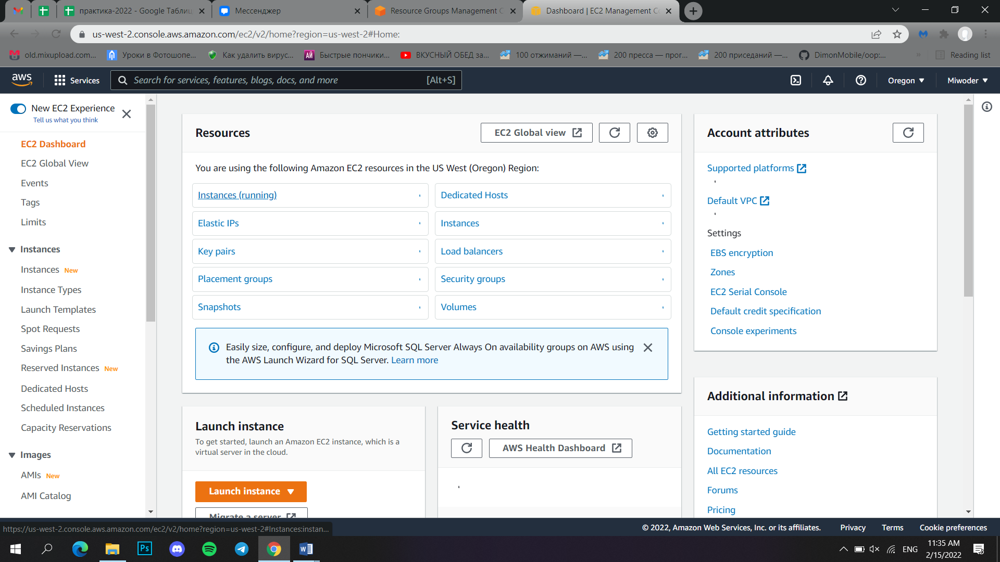 практика-2022 - Google Таблиц
Мессенджер
Resource Groups Management C
Dashboard | EC2 Management Co
us-west-2.console.aws.amazon.com/ec2/v2/home?region=us-west-2#Home:
old.mixupload.com...
Уроки в Фотошопе...
Как удалить вирус...
АЙ
Быстрые пончики...
ВКУСНЫЙ ОБЕД за...
100 отжиманий —...
200 пресса — прог...
200 приседаний —...
DimonMobile/oop:...
»
Reading list
aws
Services
Search for services, features, blogs, docs, and more
[Alt+S]
Oregon
Miwoder
New EC2 Experience
Tell us what you think
EC2 Dashboard
EC2 Global View
Events
Tags
Limits
Instances
Instances New
Instance Types
Launch Templates
Spot Requests
Savings Plans
Reserved Instances New
Dedicated Hosts
Scheduled Instances
Capacity Reservations
Images
AMIs New
AMI Catalog
Resources
EC2 Global view
You are using the following Amazon EC2 resources in the US West (Oregon) Region:
Instances (running)
Dedicated Hosts
Elastic IPs
Instances
Key pairs
Load balancers
Placement groups
Security groups
Snapshots
Volumes
Easily size, configure, and deploy Microsoft SQL Server Always On availability groups on AWS using
the AWS Launch Wizard for SQL Server. Learn more
Launch instance
To get started, launch an Amazon EC2 instance, which is a
virtual server in the cloud.
Launch instance
Migrate a server
Service health
AWS Health Dashboard
Account attributes
Supported platforms
Default VPC
Settings
EBS encryption
Zones
EC2 Serial Console
Default credit specification
Console experiments
Additional information
Getting started guide
Documentation
All EC2 resources
Forums
Pricing
https://us-west-2.console.aws.amazon.com/ec2/v2/home?region=us-west-2#Instances:instan...
© 2022, Amazon Web Services, Inc. or its affiliates.
Privacy
Terms
Cookie preferences
Ps
W
ENG
11:35 AM
2/15/2022